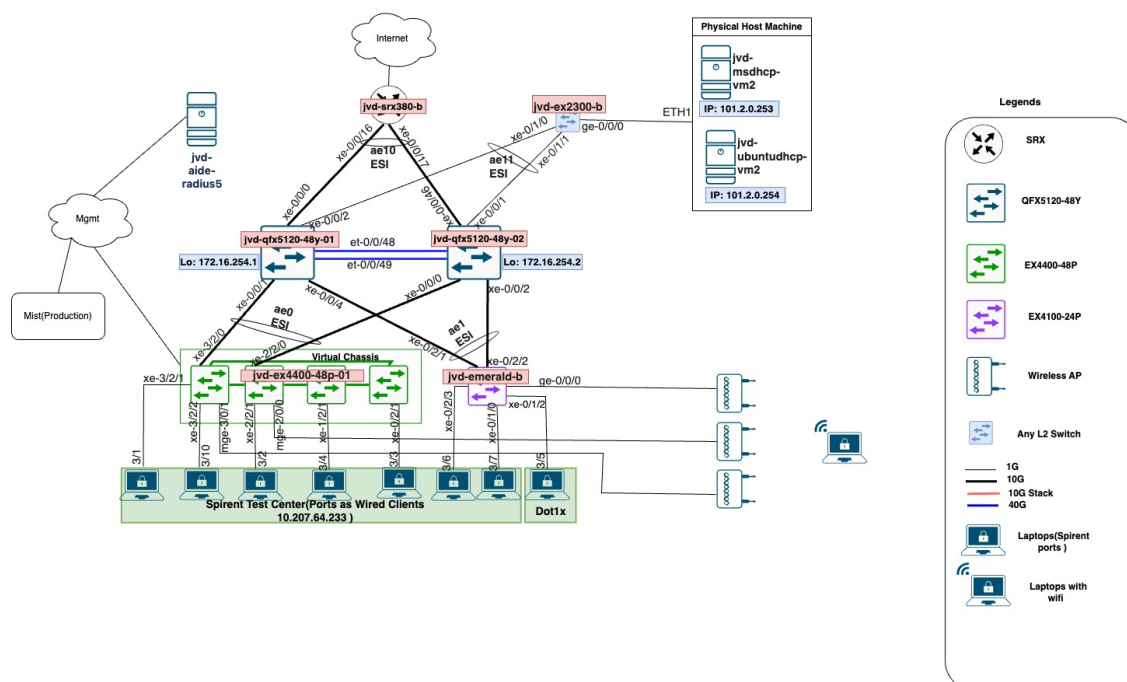 Internet
Physical Host Machine
jvd-
msdhcp-
vm2
IP: 101.2.0.253
jvd-
ubuntudhcp-
vm2
IP: 101.2.0.254
ETH1
jvd-ex2300-b
ge-0/0/0
xe-0/1/0
xe-0/1/1
jvd-srx380-b
xe-0/0/16
xe-0/0/17
ae10
ESI
ae11
ESI
jvd-
aide-
radius5
Mgmt
Mist(Production)
xe-0/0/0
xe-0/0/2
xe-0/0/46
xe-0/0/1
jvd-qfx5120-48y-01
jvd-qfx5120-48y-02
et-0/0/48
et-0/0/49
Lo: 172.16.254.1
Lo: 172.16.254.2
xe-0/0/1
xe-0/0/4
xe-0/0/0
xe-0/0/2
ae0
ESI
ae1
ESI
xe-3/2/0
xe-2/2/0
xe-0/2/1
xe-0/2/2
Virtual Chassis
jvd-ex4400-48p-01
jvd-emerald-b
xe-3/2/1
ge-0/0/0
xe-3/2/2
mge-3/0/1
xe-2/2/1
mge-2/0/0
xe-1/2/1
xe-0/2/1
xe-0/2/3
xe-0/1/0
xe-0/1/2
3/1
3/10
3/2
3/4
3/3
3/6
3/7
3/5
Spirent Test Center(Ports as Wired Clients
10.207.64.233 )
Dot1x
Legends
SRX
QFX5120-48Y
EX4400-48P
EX4100-24P
Wireless AP
Any L2 Switch
1G
10G
10G Stack
40G
Laptops(Spirent
ports )
Laptops with
wifi